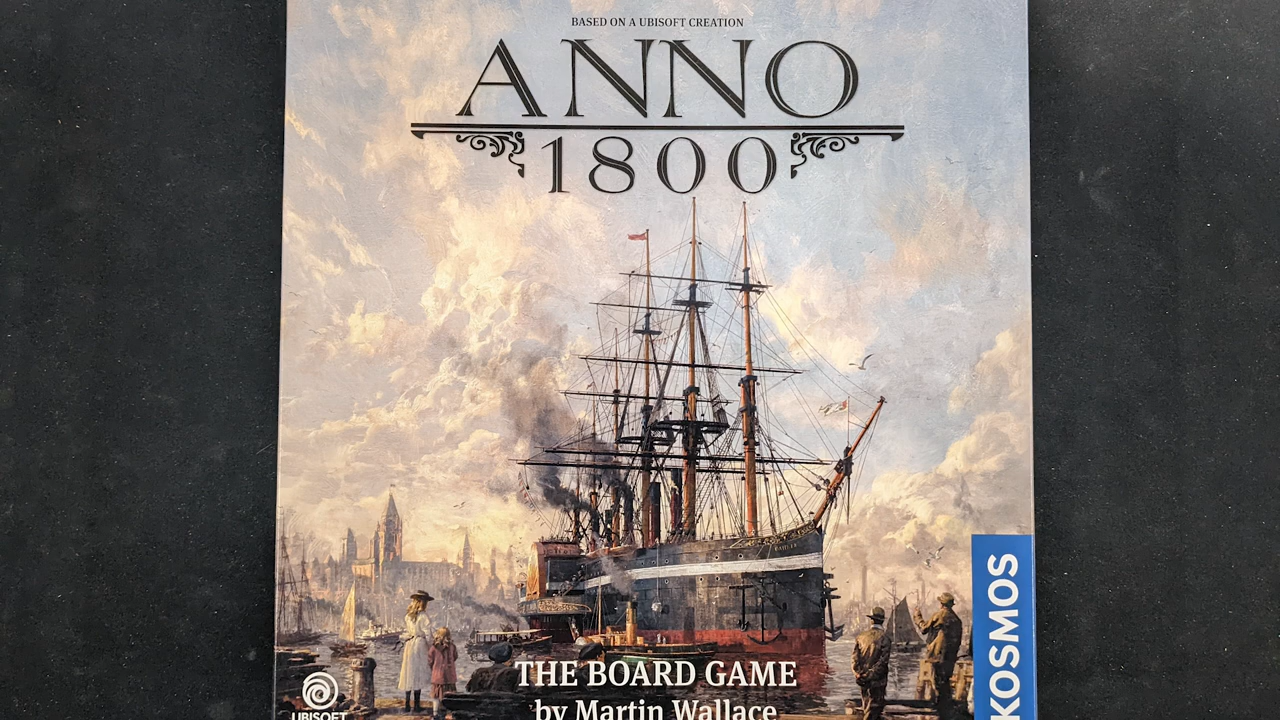 BASED ON A UBISOFT CREATION
ANNO
1800
THE BOARD GAME
by Martin Wallace
UBISOFT
KOSMOS